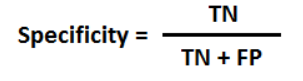 TN
Specificity =
TN + FP